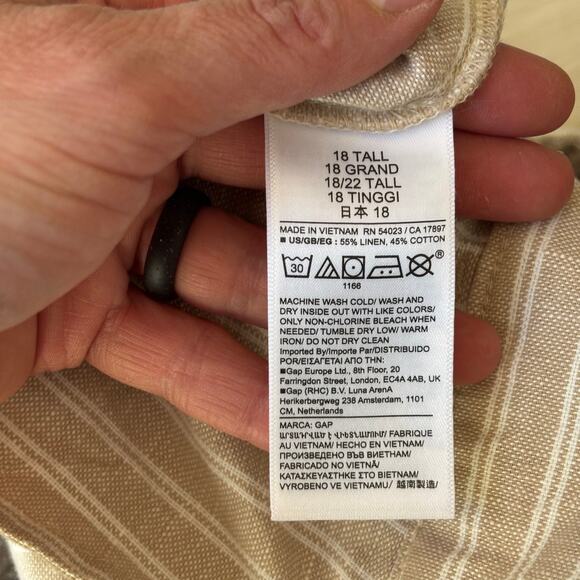 18 TALL
18 GRAND
18/22 TALL
18 TINGGI
日本 18
MADE IN VIETNAM RN 54023 / CA 17897
■ US/GB/EG : 55% LINEN, 45% COTTON
30
®
1166
MACHINE WASH COLD/ WASH AND
DRY INSIDE OUT WITH LIKE COLORS/
ONLY NON-CHLORINE BLEACH WHEN
NEEDED/ TUMBLE DRY LOW/ WARM
IRON/ DO NOT DRY CLEAN
Imported By/Importe Par/DISTRIBUIDO
POR/ΕΙΣΑΓΕΤΑΙ ΑΠΟ ΤΗΝ:
■Gap Europe Ltd., 8th Floor, 20
Farringdon Street, London, EC4A 4AB, UK
■Gap (RHC) B.V. Luna ArenA
Herikerbergweg 238 Amsterdam, 1101
CM, Netherlands
MARCA: GAP
ԱՐՏԱԴՐՎԱԾ Է ՎԻԵՏՆԱՄՈՒՄ/ FABRIQUE
AU VIETNAM/ HECHO EN VIETNAM/
ПРОИЗВЕДЕНО ВЪВ ВИЕТНАМ/
FABRICADO NO VIETNÃ/
ΚΑΤΑΣΚΕΥΑΣΤΗΚΕ ΣΤΟ ΒΙΕΤΝΑΜ/
VYROBENO VE VIETNAMU/ 越南製造/